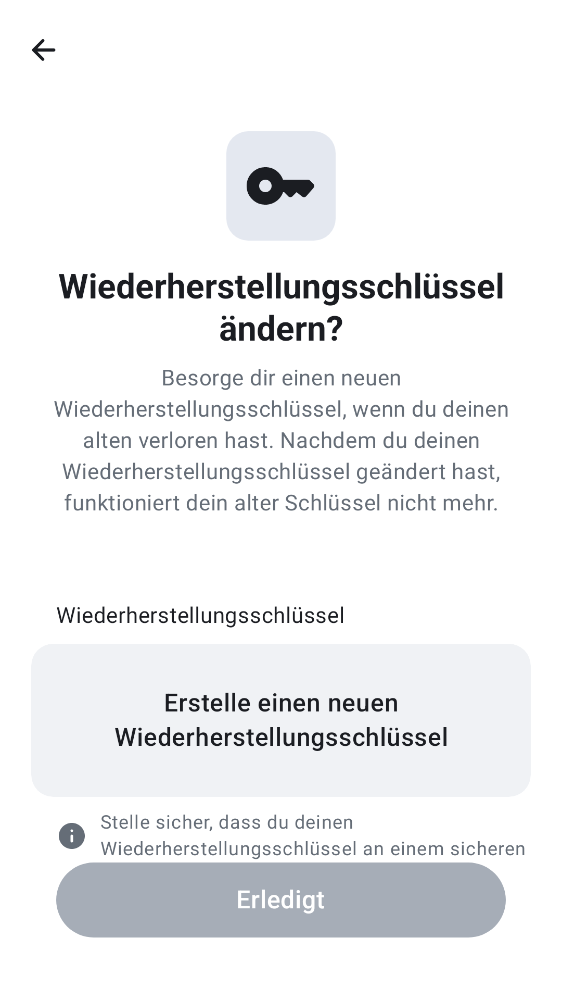 Wiederherstellungsschlüssel
ändern?
Besorge dir einen neuen
Wiederherstellungsschlüssel, wenn du deinen
alten verloren hast. Nachdem du deinen
Wiederherstellungsschlüssel geändert hast,
funktioniert dein alter Schlüssel nicht mehr.
Wiederherstellungsschlüssel
Erstelle einen neuen
Wiederherstellungsschlüssel
Stelle sicher, dass du deinen
Wiederherstellungsschlüssel an einem sicheren
Erledigt